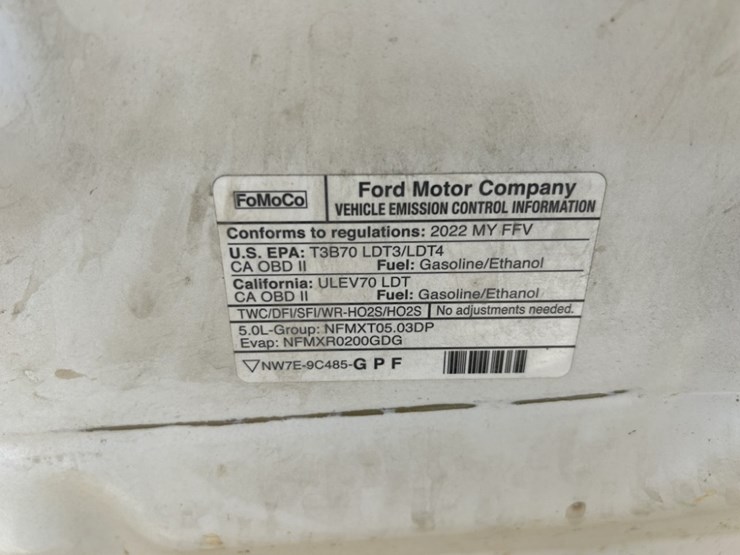 FoMoCo
Ford Motor Company
VEHICLE EMISSION CONTROL INFORMATION
Conforms to regulations: 2022 MY FFV
U.S. EPA: T3B70 LDT3/LDT4
CA OBD II Fuel: Gasoline/Ethanol
California: ULEV70 LDT
CA OBD II Fuel: Gasoline/Ethanol
TWC/DFI/SFI/WR-HO2S/HO2S No adjustments needed.
5.0L-Group: NFMXT05.03DP
Evap: NFMXR0200GDG
NW7E-9C485-G P F